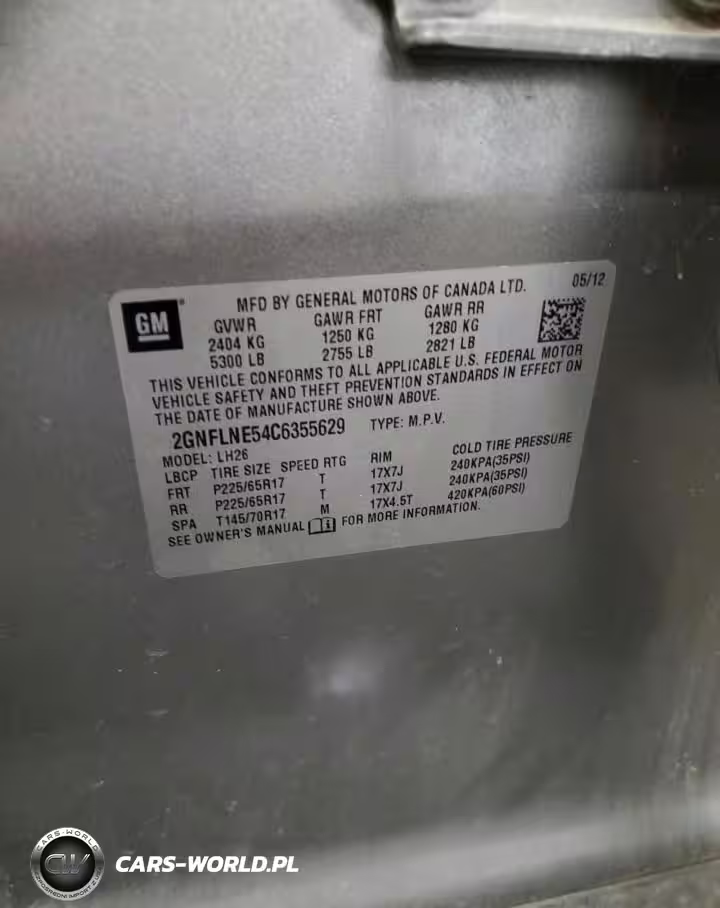 GM
MFD BY GENERAL MOTORS OF CANADA LTD. 05/12
GVWR GAWR FRT GAWR RR
2404 KG 1250 KG 1280 KG
5300 LB 2755 LB 2821 LB
THIS VEHICLE CONFORMS TO ALL APPLICABLE U.S. FEDERAL MOTOR
VEHICLE SAFETY AND THEFT PREVENTION STANDARDS IN EFFECT ON
THE DATE OF MANUFACTURE SHOWN ABOVE.
2GNFLNE54C6355629 TYPE: M.P.V.
MODEL: LH26
LBCP TIRE SIZE SPEED RTG RIM COLD TIRE PRESSURE
FRT P225/65R17 T 17X7J 240KPA(35PSI)
RR P225/65R17 T 17X7J 240KPA(35PSI)
SPA T145/70R17 M 17X4.5T 420KPA(60PSI)
SEE OWNER'S MANUAL FOR MORE INFORMATION.
CARS-WORLD
CW
CARS-WORLD.PL